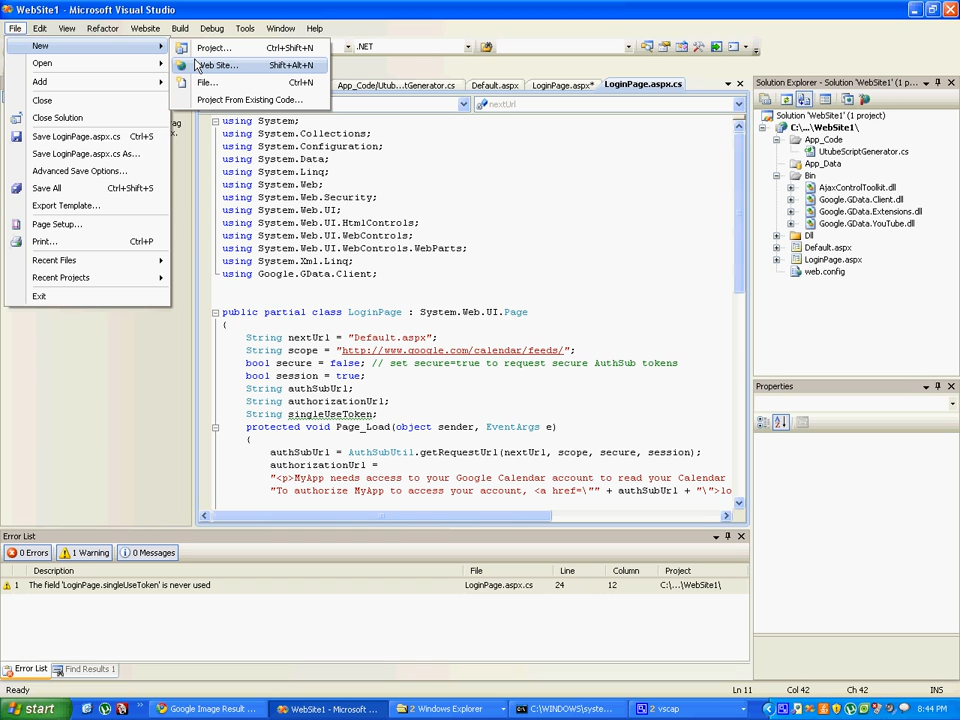 WebSite1 - Microsoft Visual Studio
File Edit View Refactor Website Build Debug Tools Window Help
New
Open
Add
Close
Close Solution
Save LoginPage.aspx.cs Ctrl+S
Save LoginPage.aspx.cs As...
Advanced Save Options...
Save All Ctrl+Shift+S
Export Template...
Page Setup...
Print... Ctrl+P
Recent Files
Recent Projects
Exit
Project... Ctrl+Shift+N
Web Site... Shift+Alt+N
File... Ctrl+N
Project From Existing Code...
.NET
App_Code/Utub...tGenerator.cs Default.aspx LoginPage.aspx* LoginPage.aspx.cs
nextUrl
using System;
using System.Collections;
using System.Configuration;
using System.Data;
using System.Linq;
using System.Web;
using System.Web.Security;
using System.Web.UI;
using System.Web.UI.HtmlControls;
using System.Web.UI.WebControls;
using System.Web.UI.WebControls.WebParts;
using System.Xml.Linq;
using Google.GData.Client;
public partial class LoginPage : System.Web.UI.Page
{
String nextUrl = "Default.aspx";
String scope = "http://www.google.com/calendar/feeds/";
bool secure = false; // set secure=true to request secure AuthSub tokens
bool session = true;
String authSubUrl;
String authorizationUrl;
String singleUseToken;
protected void Page_Load(object sender, EventArgs e)
{
authSubUrl = AuthSubUtil.getRequestUrl(nextUrl, scope, secure, session);
authorizationUrl =
"<p>MyApp needs access to your Google Calendar account to read your Calendar
"To authorize MyApp to access your account, <a href=\"" + authSubUrl + "\">lo
Solution Explorer - Solution 'WebSite1' (1 ...
Solution 'WebSite1' (1 project)
C:\...\WebSite1\
App_Code
UtubeScriptGenerator.cs
App_Data
Bin
AjaxControlToolkit.dll
Google.GData.Client.dll
Google.GData.Extensions.dll
Google.GData.YouTube.dll
Dll
Default.aspx
LoginPage.aspx
web.config
Properties
Error List
0 Errors 1 Warning 0 Messages
Description File Line Column Project
1 The field 'LoginPage.singleUseToken' is never used LoginPage.aspx.cs 24 12 C:\...\WebSite1\
Error List Find Results 1
Ready Ln 11 Col 42 Ch 42 INS
start Google Image Result ... WebSite1 - Microsoft ... 2 Windows Explorer C:\WINDOWS\syste... 2 vscap 8:44 PM